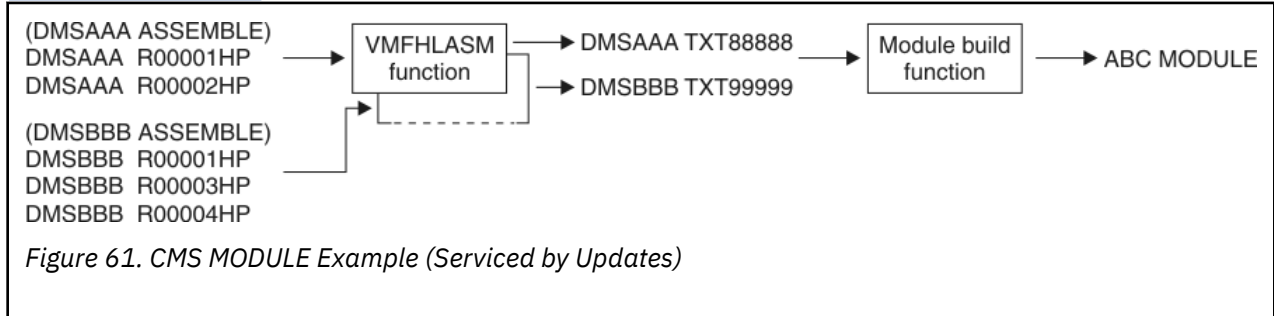 (DMSAAA ASSEMBLE)
DMSAAA R00001HP
DMSAAA R00002HP
(DMSBBB ASSEMBLE)
DMSBBB R00001HP
DMSBBB R00003HP
DMSBBB R00004HP
VMFHLASM
function
DMSAAA TXT88888
DMSBBB TXT99999
Module build
function
ABC MODULE
Figure 61. CMS MODULE Example (Serviced by Updates)